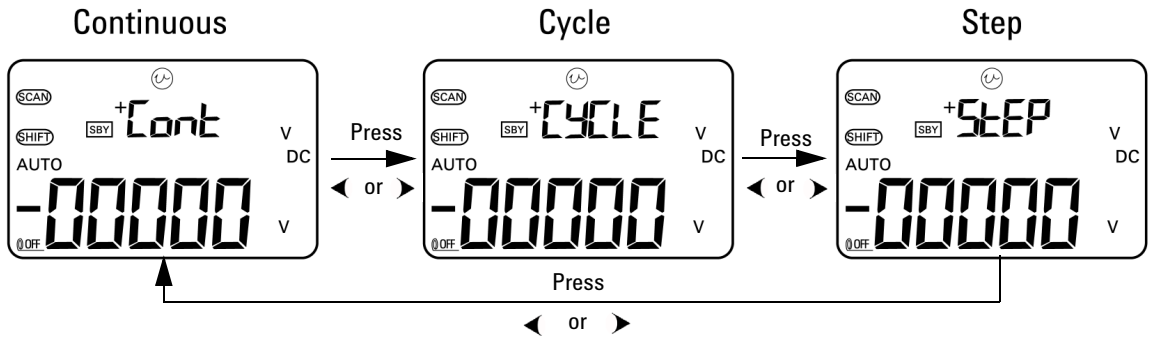 Continuous
Cycle
Step
SCAN
+Cont
SBY
SHIFT
V
DC
AUTO
-00000
V
OFF
Press
or
SCAN
+CYCLE
SBY
SHIFT
V
DC
AUTO
-00000
V
OFF
Press
or
SCAN
+StEP
SBY
SHIFT
V
DC
AUTO
-00000
V
OFF
Press
or